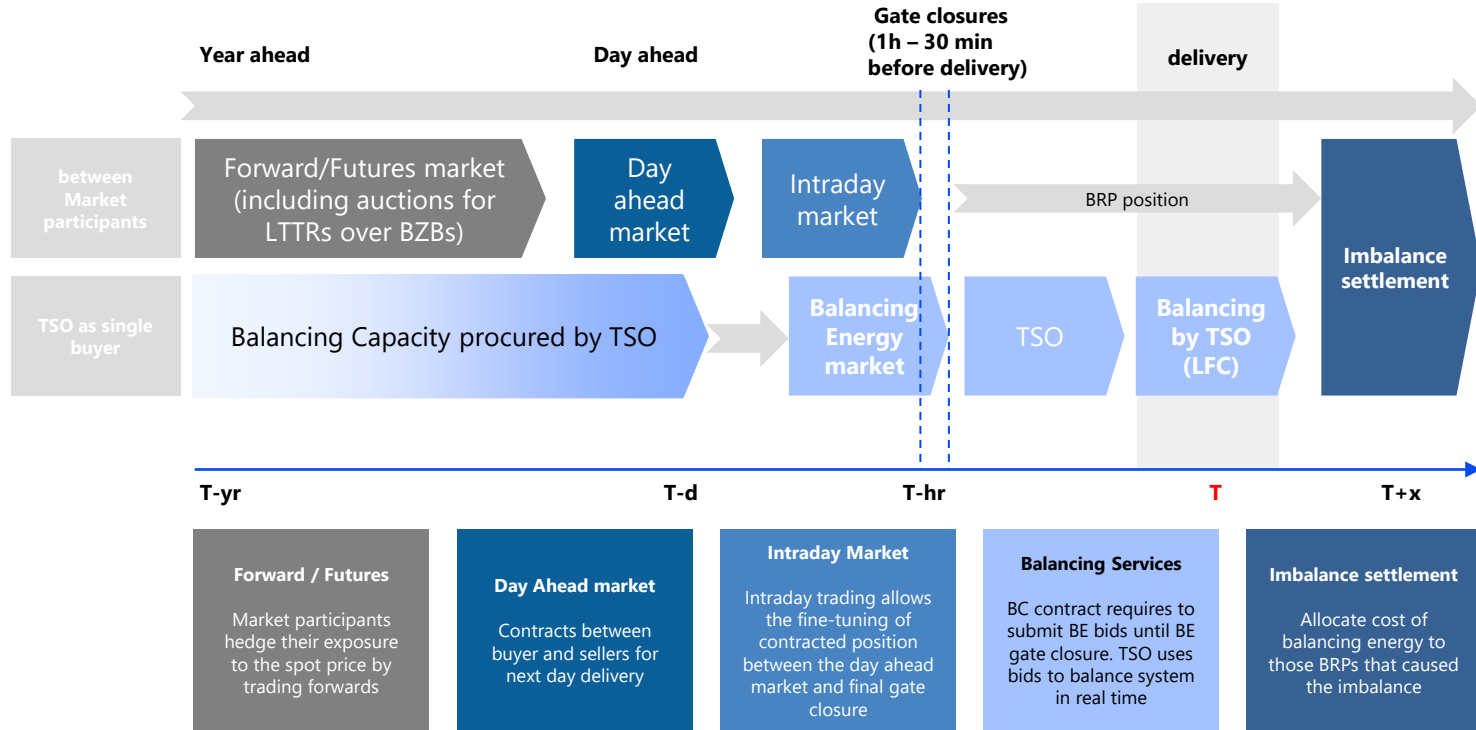 Gate closures
(1h – 30 min
before delivery)
Year ahead
Day ahead
delivery
between
Market
participants
Forward/Futures market
(including auctions for
LTTRs over BZBs)
Day
ahead
market
Intraday
market
BRP position
Imbalance
settlement
TSO as single
buyer
Balancing Capacity procured by TSO
Balancing
Energy
market
TSO
Balancing
by TSO
(LFC)
T-yr
T-d
T-hr
T
T+x
Forward / Futures
Market participants
hedge their exposure
to the spot price by
trading forwards
Day Ahead market
Contracts between
buyer and sellers for
next day delivery
Intraday Market
Intraday trading allows
the fine-tuning of
contracted position
between the day ahead
market and final gate
closure
Balancing Services
BC contract requires to
submit BE bids until BE
gate closure. TSO uses
bids to balance system
in real time
Imbalance settlement
Allocate cost of
balancing energy to
those BRPs that caused
the imbalance